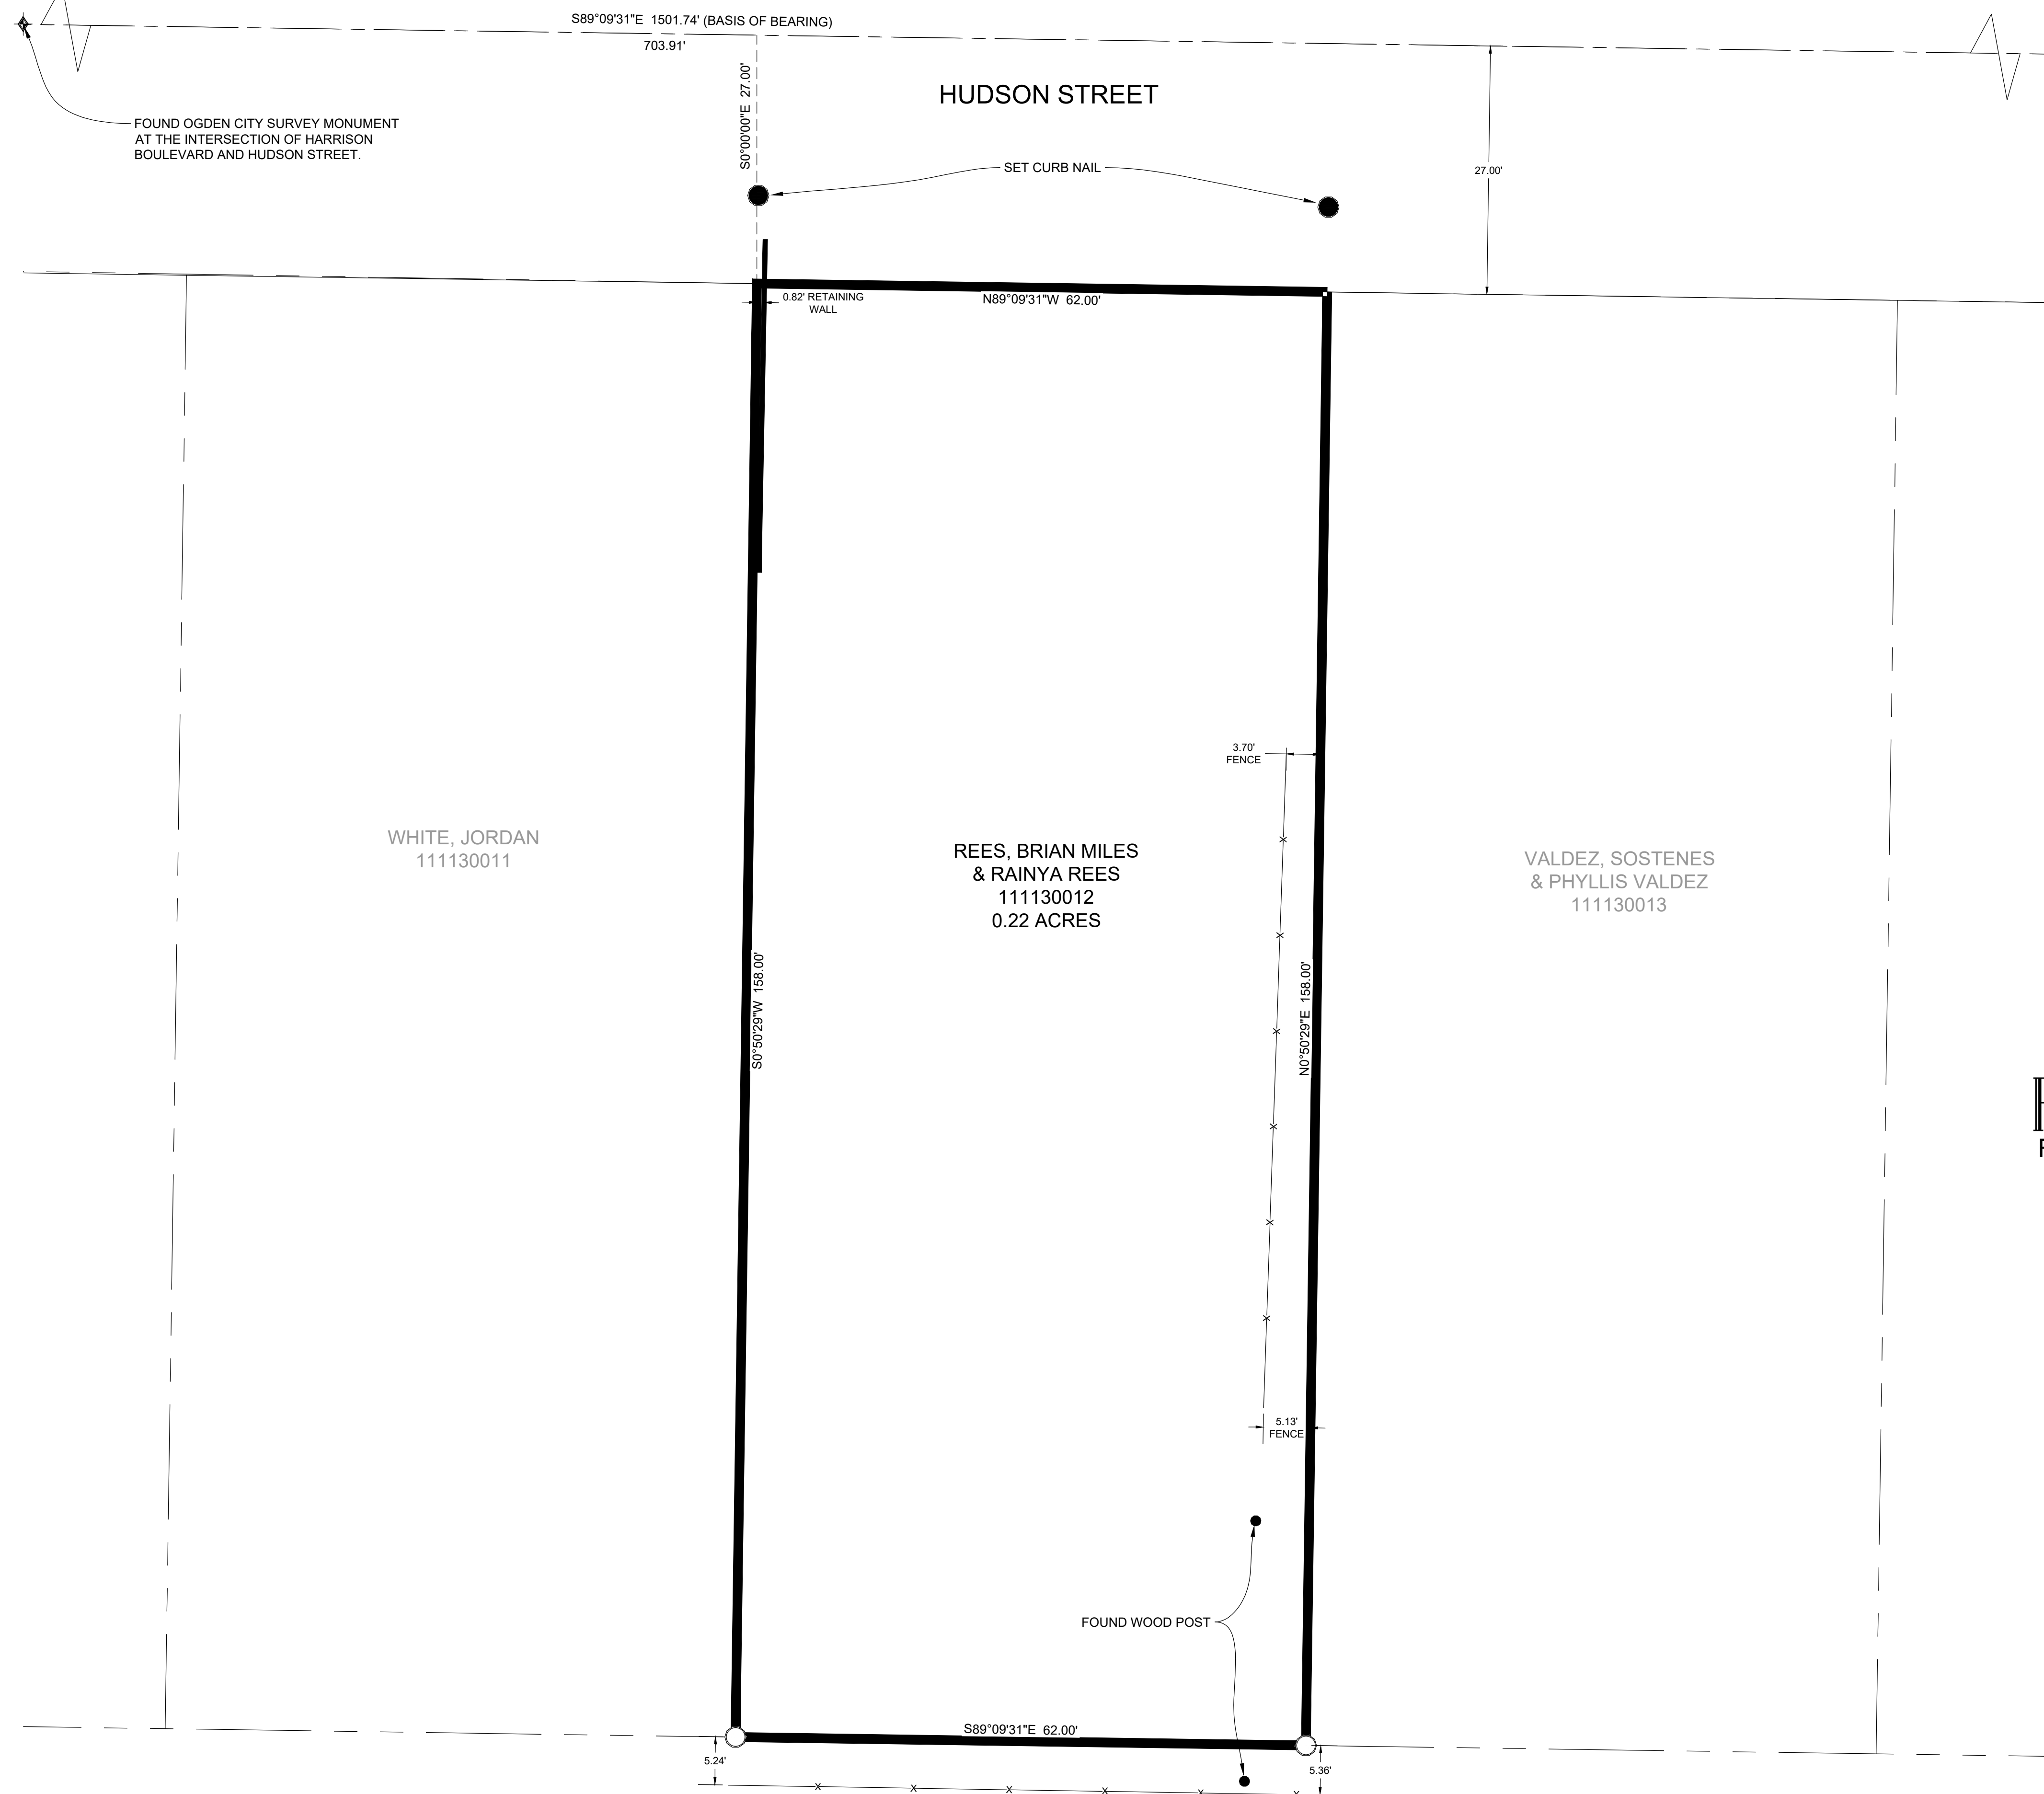 S89°09'31"E 1501.74' (BASIS OF BEARING)
703.91'
S0°00'00"E 27.00'
HUDSON STREET
FOUND OGDEN CITY SURVEY MONUMENT
AT THE INTERSECTION OF HARRISON
BOULEVARD AND HUDSON STREET.
SET CURB NAIL
27.00'
0.82' RETAINING
WALL
N89°09'31"W 62.00'
3.70'
FENCE
WHITE, JORDAN
111130011
REES, BRIAN MILES
& RAINYA REES
111130012
0.22 ACRES
VALDEZ, SOSTENES
& PHYLLIS VALDEZ
111130013
S0°50'29"W 158.00'
N0°50'29"E 158.00'
5.13'
FENCE
FOUND WOOD POST
S89°09'31"E 62.00'
5.24'
5.36'